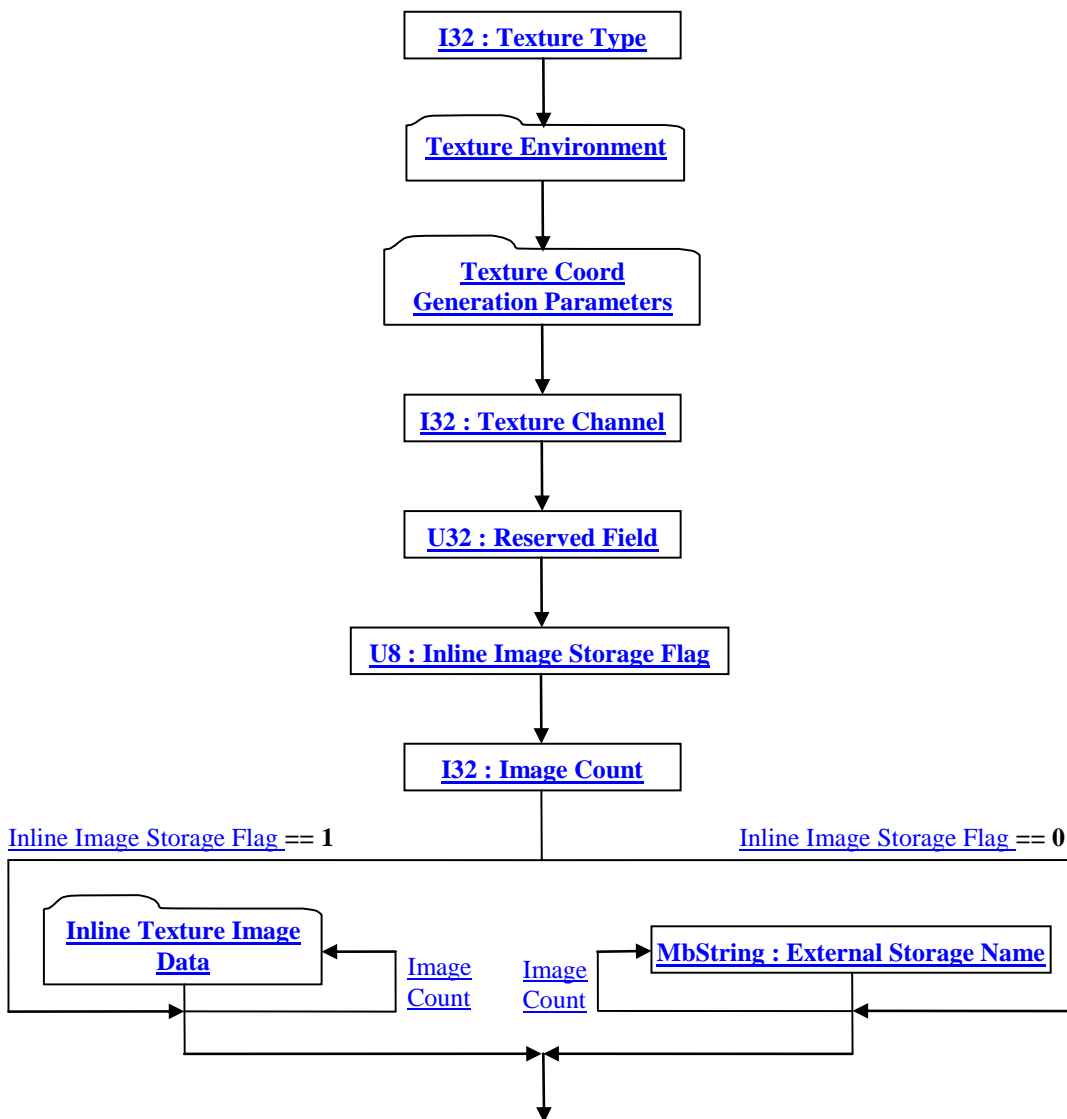 I32 : Texture Type
Texture Environment
Texture Coord
Generation Parameters
I32 : Texture Channel
U32 : Reserved Field
U8 : Inline Image Storage Flag
I32 : Image Count
Inline Image Storage Flag == 1
Inline Image Storage Flag == 0
Inline Texture Image
Data
Image
Count
Image
Count
MbString : External Storage Name